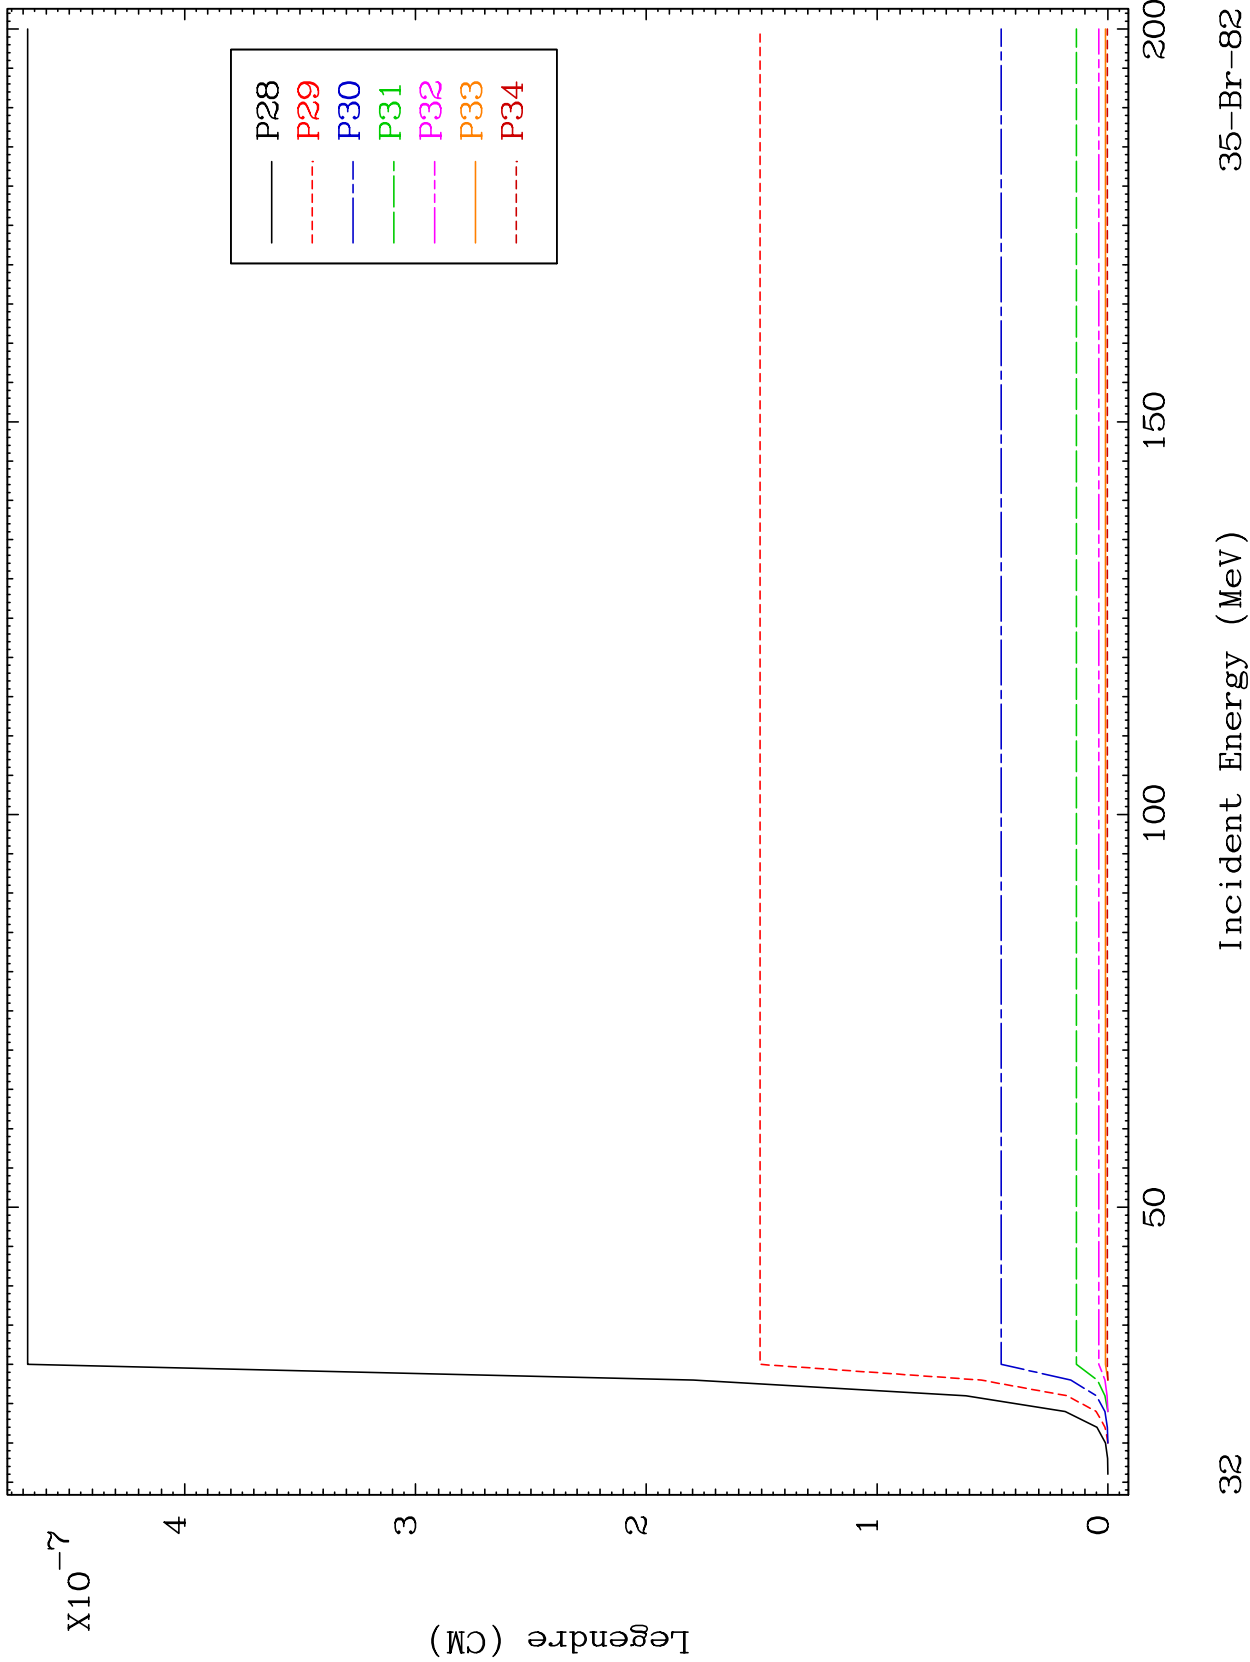 X10-7
4
3
2
1
0
Legendre (CM)
P28
P29
P30
P31
P32
P33
P34
50
100
150
200
Incident Energy (MeV)
32
35-Br-82